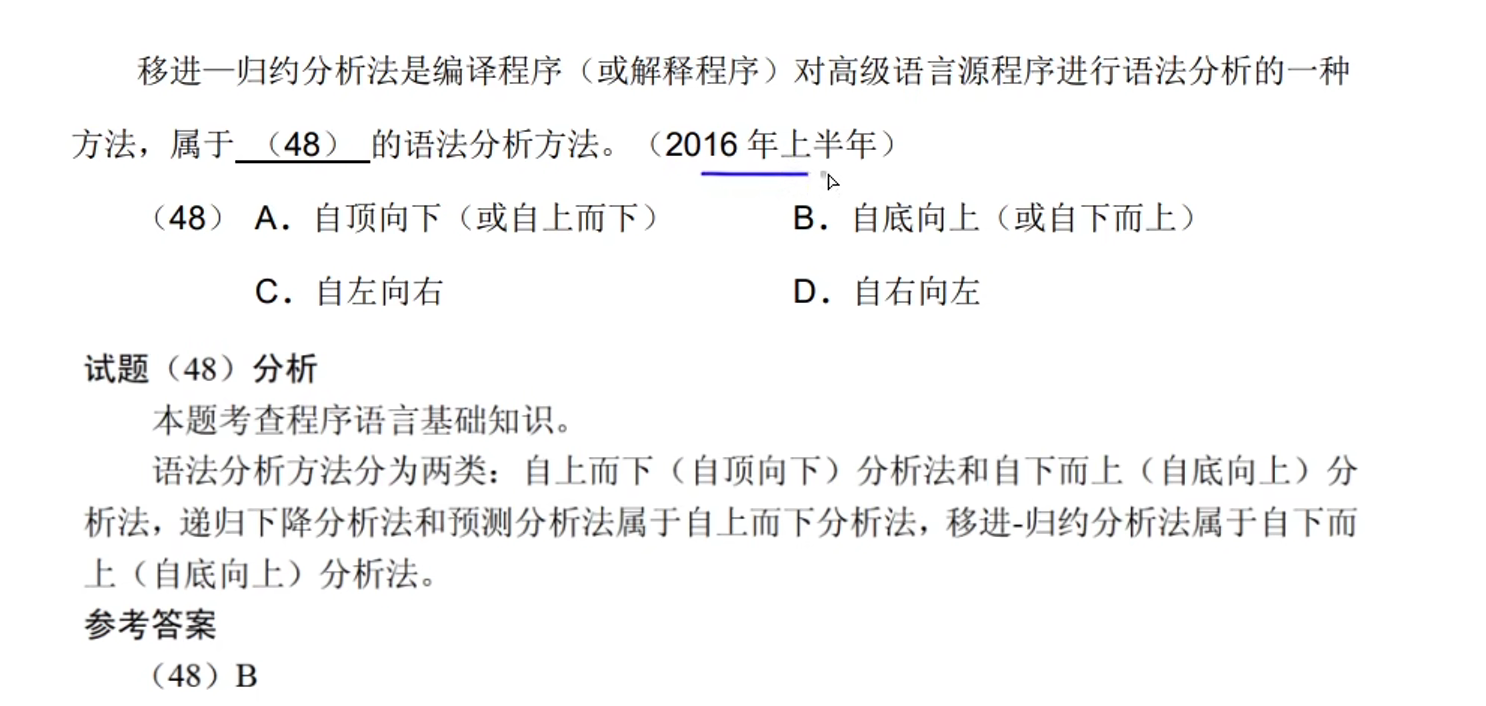 移进—归约分析法是编译程序（或解释程序）对高级语言源程序进行语法分析的一种
方法，属于 （48） 的语法分析方法。（2016 年上半年）
（48） A．自顶向下（或自上而下） B．自底向上（或自下而上）
C．自左向右 D．自右向左
试题（48）分析
本题考查程序语言基础知识。
语法分析方法分为两类：自上而下（自顶向下）分析法和自下而上（自底向上）分
析法，递归下降分析法和预测分析法属于自上而下分析法，移进-归约分析法属于自下而
上（自底向上）分析法。
参考答案
（48）B